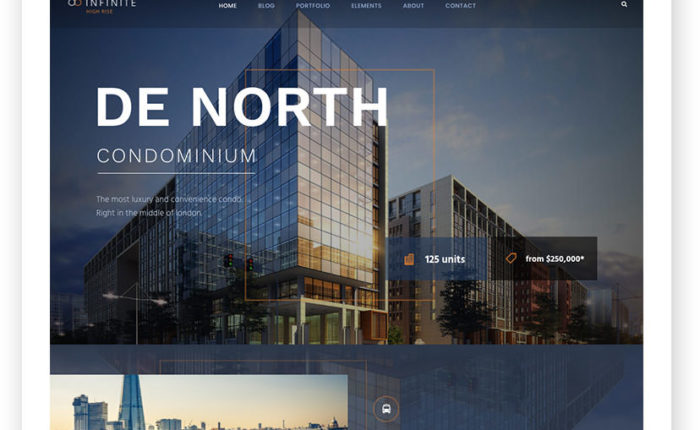 INFINITE
HIGH RISE
HOME BLOG PORTFOLIO ELEMENTS ABOUT CONTACT
DE NORTH
CONDOMINIUM
The most luxury and convenience condo.
Right in the middle of london.
125 units
from $250,000*